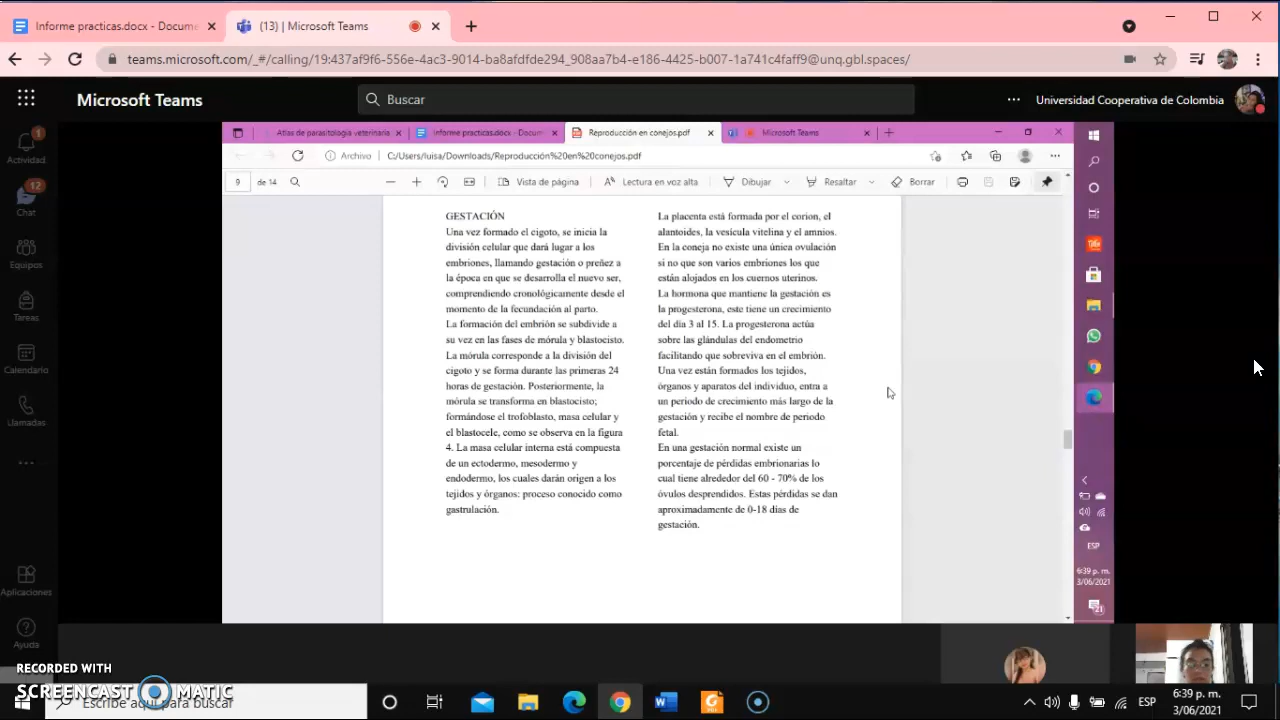 Informe practicas.docx - Docume
(13) | Microsoft Teams
teams.microsoft.com/_#/calling/19:437af9f6-556e-4ac3-9014-ba8afdfde294_908aa7b4-e186-4425-b007-1a741c4faff9@unq.gbl.spaces/
Microsoft Teams
Buscar
Universidad Cooperativa de Colombia
1
Actividad
12
Chat
Equipos
Tareas
Calendario
Llamadas
Aplicaciones
Ayuda
Atlas de parasitología veterinaria
Informe practicas.docx - Docum
Reproducción en conejos.pdf
Microsoft Teams
Archivo
C:/Users/luisa/Downloads/Reproducción%20en%20conejos.pdf
9 de 14
Vista de página
Lectura en voz alta
Dibujar
Resaltar
Borrar
GESTACIÓN
Una vez formado el cigoto, se inicia la
división celular que dará lugar a los
embriones, llamando gestación o preñez a
la época en que se desarrolla el nuevo ser,
comprendiendo cronológicamente desde el
momento de la fecundación al parto.
La formación del embrión se subdivide a
su vez en las fases de mórula y blastocisto.
La mórula corresponde a la división del
cigoto y se forma durante las primeras 24
horas de gestación. Posteriormente, la
mórula se transforma en blastocisto;
formándose el trofoblasto, masa celular y
el blastocele, como se observa en la figura
4. La masa celular interna está compuesta
de un ectodermo, mesodermo y
endodermo, los cuales darán origen a los
tejidos y órganos: proceso conocido como
gastrulación.
La placenta está formada por el corion, el
alantoides, la vesícula vitelina y el amnios.
En la coneja no existe una única ovulación
si no que son varios embriones los que
están alojados en los cuernos uterinos.
La hormona que mantiene la gestación es
la progesterona, este tiene un crecimiento
del día 3 al 15. La progesterona actúa
sobre las glándulas del endometrio
facilitando que sobreviva en el embrión.
Una vez están formados los tejidos,
órganos y aparatos del individuo, entra a
un periodo de crecimiento más largo de la
gestación y recibe el nombre de periodo
fetal.
En una gestación normal existe un
porcentaje de pérdidas embrionarias lo
cual tiene alrededor del 60 - 70% de los
óvulos desprendidos. Estas pérdidas se dan
aproximadamente de 0-18 días de
gestación.
ESP
6:39 p. m.
3/06/2021
21
RECORDED WITH
SCREENCAST MATIC
Escribe aquí para buscar
ESP
6:39 p. m.
3/06/2021